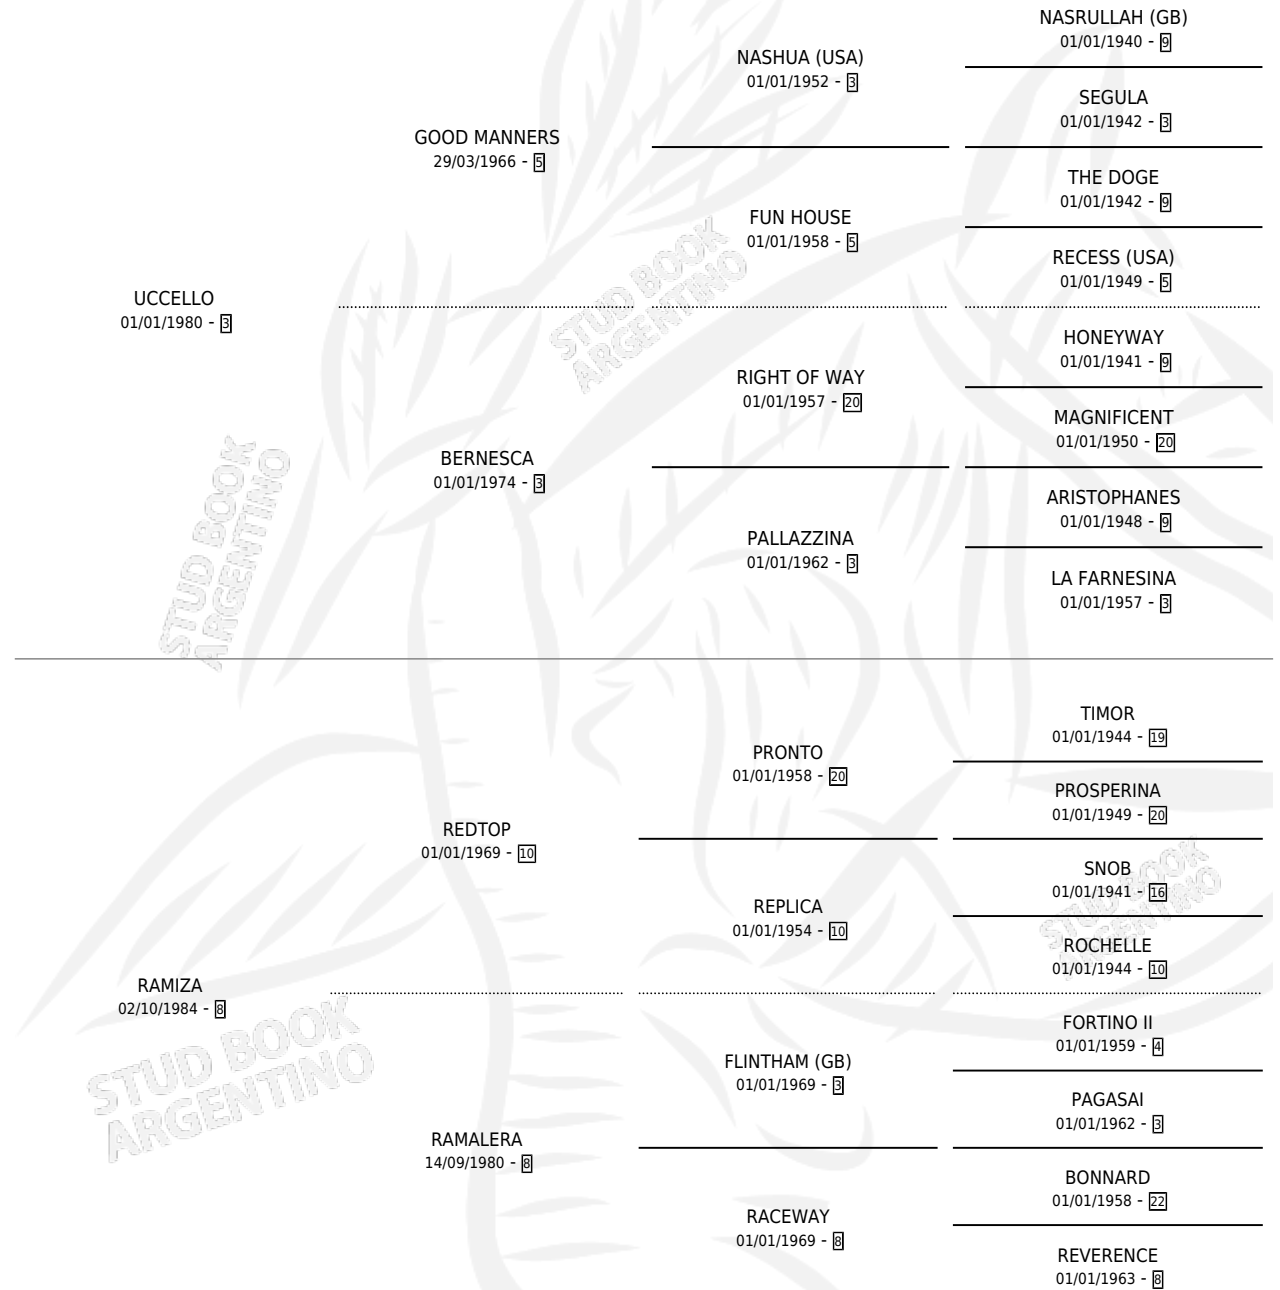 NASRULLAH (GB)
01/01/1940 - 9
NASHUA (USA)
01/01/1952 - 3
SEGULA
01/01/1942 - 3
GOOD MANNERS
29/03/1966 - 5
THE DOGE
01/01/1942 - 9
FUN HOUSE
01/01/1958 - 5
RECESS (USA)
01/01/1949 - 5
UCCELLO
01/01/1980 - 3
STUD BOOK
ARGENTINO
HONEYWAY
01/01/1941 - 9
RIGHT OF WAY
01/01/1957 - 20
MAGNIFICENT
01/01/1950 - 20
BERNESCA
01/01/1974 - 3
ARISTOPHANES
01/01/1948 - 9
PALLAZZINA
01/01/1962 - 3
LA FARNESINA
01/01/1957 - 3
STUD BOOK
ARGENTINO
TIMOR
01/01/1944 - 19
PRONTO
01/01/1958 - 20
PROSPERINA
01/01/1949 - 20
REDTOP
01/01/1969 - 10
SNOB
01/01/1941 - 16
REPLICA
01/01/1954 - 10
ROCHELLE
01/01/1944 - 10
STUD BOOK
ARGENTINO
RAMIZA
02/10/1984 - 8
FORTINO II
01/01/1959 - 4
FLINTHAM (GB)
01/01/1969 - 3
PAGASAI
01/01/1962 - 3
STUD BOOK
ARGENTINO
RAMALERA
14/09/1980 - 8
BONNARD
01/01/1958 - 22
RACEWAY
01/01/1969 - 8
REVERENCE
01/01/1963 - 8